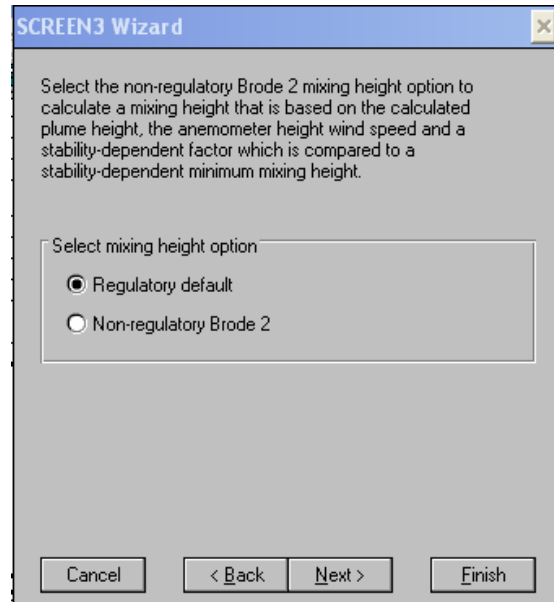 SCREEN3 Wizard
Select the non-regulatory Brode 2 mixing height option to
calculate a mixing height that is based on the calculated
plume height, the anemometer height wind speed and a
stability-dependent factor which is compared to a
stability-dependent minimum mixing height.
Select mixing height option
Regulatory default
Non-regulatory Brode 2
Cancel
< Back
Next >
Finish